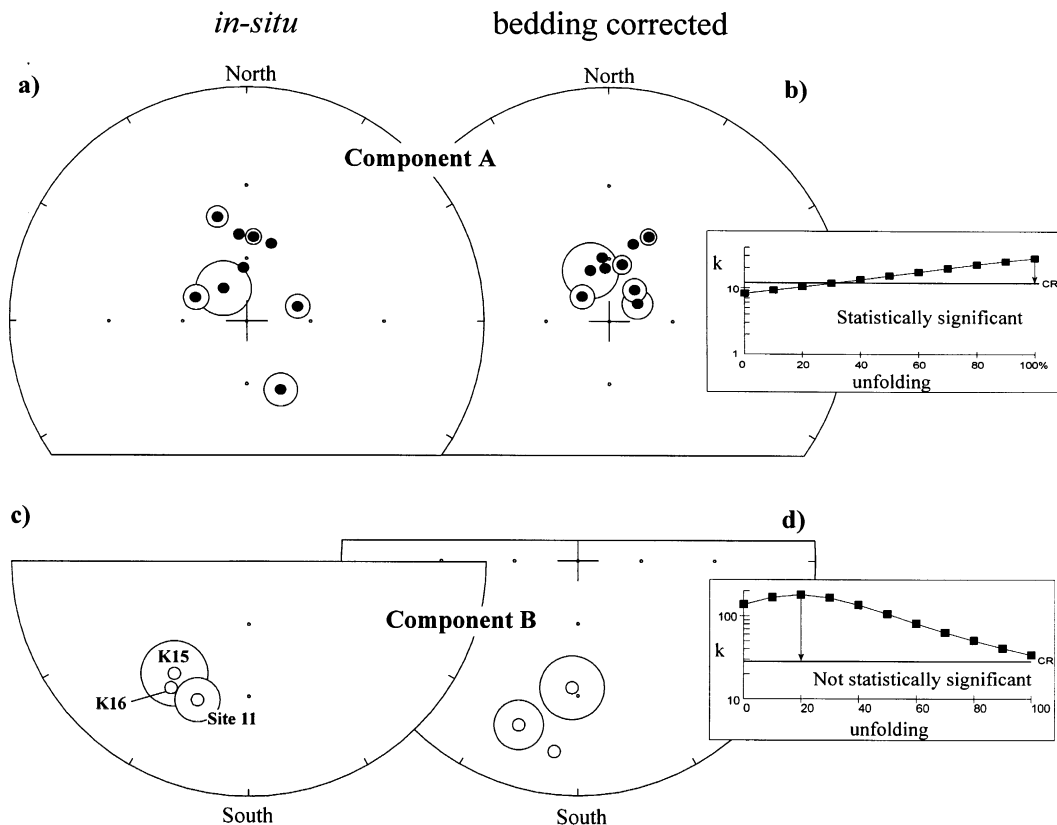 in-situ
bedding corrected
a)
North
North
b)
Component A
k
10
1
CR
Statistically significant
0 20 40 60 80 100%
unfolding
c)
d)
Component B
K15
K16
Site 11
South
South
100
k
10
CR
Not statistically significant
0 20 40 60 80 100
unfolding